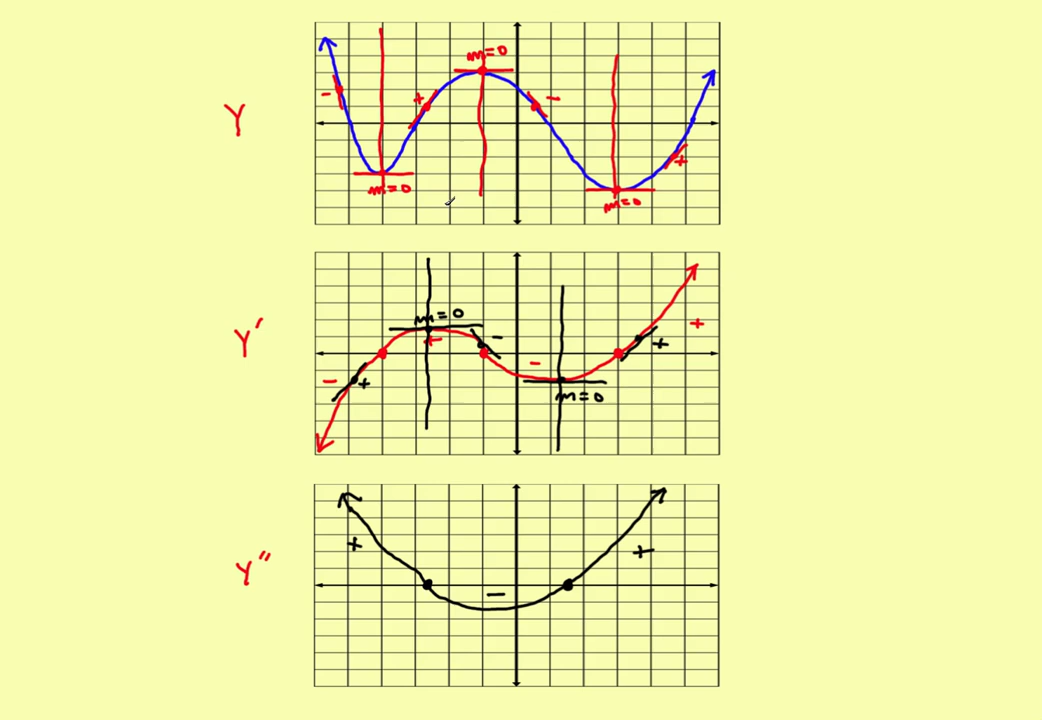 m=0
- + -
Y
+
m=0
m=0
m=0
Y'
+ - +
- + - +
m=0
+ +
Y"
-